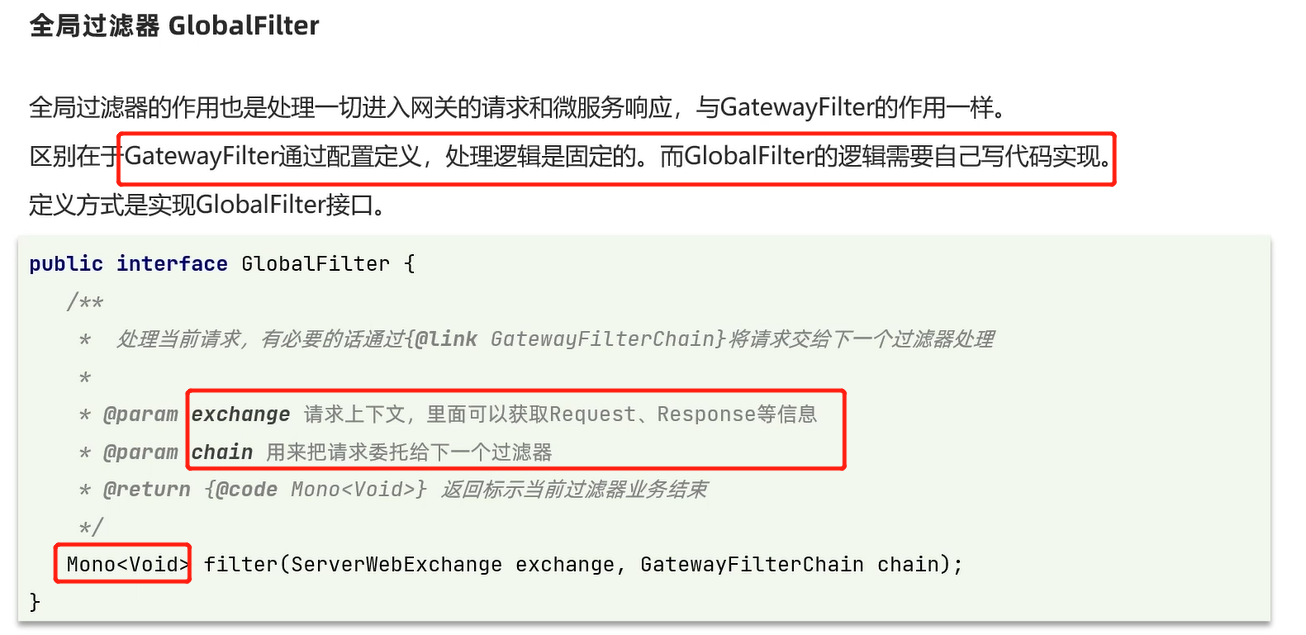 全局过滤器 GlobalFilter
全局过滤器的作用也是处理一切进入网关的请求和微服务响应，与GatewayFilter的作用一样。
区别在于GatewayFilter通过配置定义，处理逻辑是固定的。而GlobalFilter的逻辑需要自己写代码实现。
定义方式是实现GlobalFilter接口。
public interface GlobalFilter {
/**
* 处理当前请求，有必要的话通过{@link GatewayFilterChain}将请求交给下一个过滤器处理
*
* @param exchange 请求上下文，里面可以获取Request、Response等信息
* @param chain 用来把请求委托给下一个过滤器
* @return {@code Mono<Void>} 返回标示当前过滤器业务结束
*/
Mono<Void> filter(ServerWebExchange exchange, GatewayFilterChain chain);
}